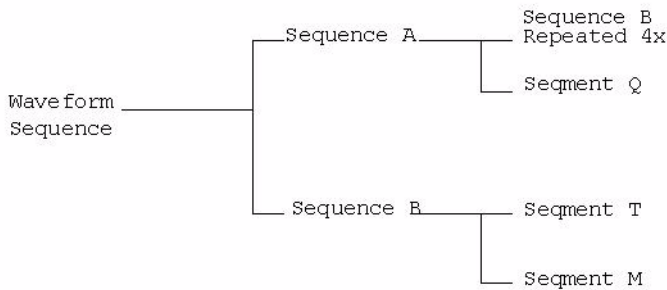 Sequence B
Repeated 4x
Sequence A
Seqment Q
Waveform
Sequence
Sequence B
Seqment T
Seqment M